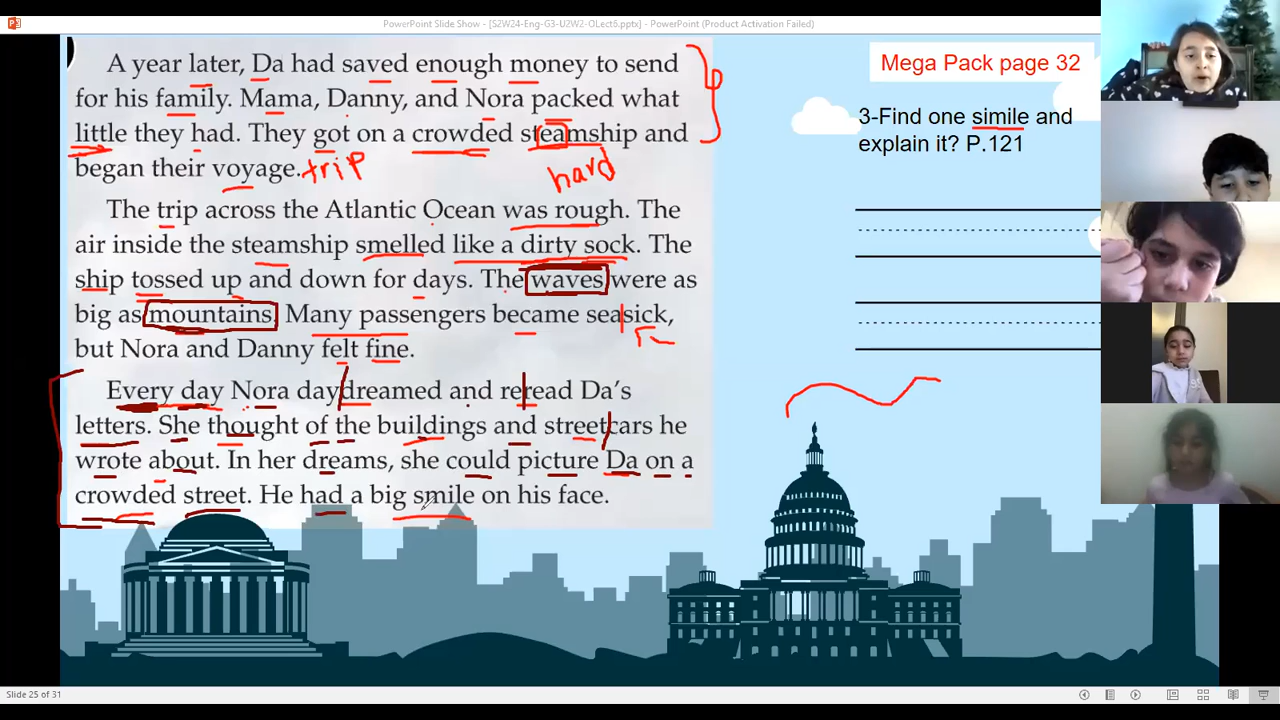 PowerPoint Slide Show - [S2W24-Eng-G3-U2W2-OLect6.pptx] - PowerPoint (Product Activation Failed)
A year later, Da had saved enough money to send
for his family. Mama, Danny, and Nora packed what
little they had. They got on a crowded steamship and
began their voyage. trip
hard
The trip across the Atlantic Ocean was rough. The
air inside the steamship smelled like a dirty sock. The
ship tossed up and down for days. The waves were as
big as mountains. Many passengers became seasick,
but Nora and Danny felt fine.
Every day Nora daydreamed and reread Da's
letters. She thought of the buildings and streetcars he
wrote about. In her dreams, she could picture Da on a
crowded street. He had a big smile on his face.
Mega Pack page 32
3-Find one simile and
explain it? P.121
Slide 25 of 31